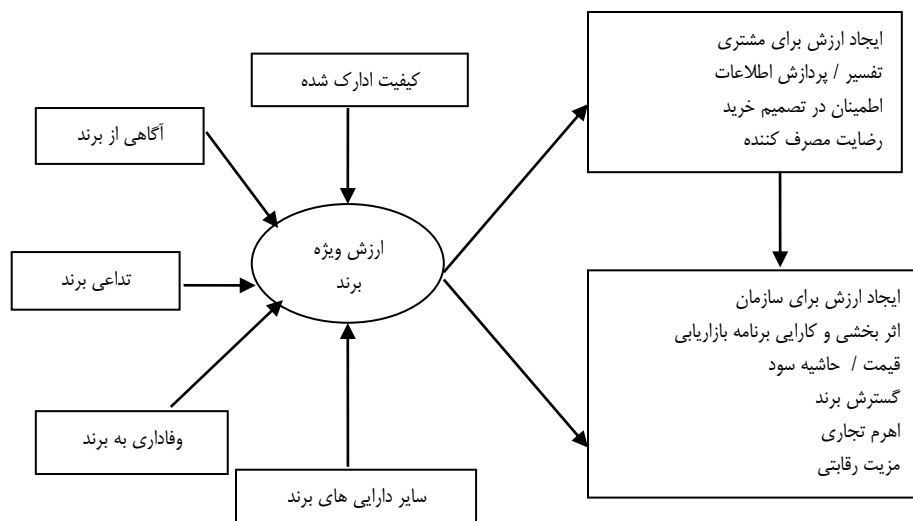 کیفیت ادارک شده
آگاهی از برند
تداعی برند
وفاداری به برند
سایر دارایی های برند
ارزش ویژه
برند
ایجاد ارزش برای مشتری
تفسیر / پردازش اطلاعات
اطمینان در تصمیم خرید
رضایت مصرف کننده
ایجاد ارزش برای سازمان
اثر بخشی و کارایی برنامه بازاریابی
قیمت / حاشیه سود
گسترش برند
اهرم تجاری
مزیت رقابتی